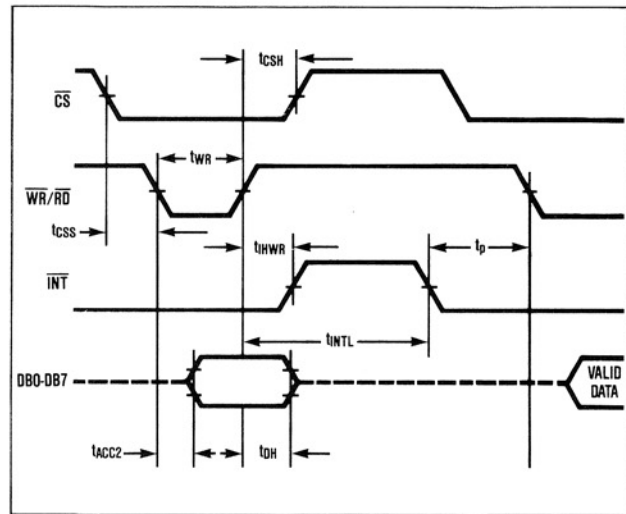 tCSH
CS
tWR
WR/RD
tCSS
tIHWR
tp
INT
tINTL
DB0-DB7
VALID
DATA
tACC2
tDH